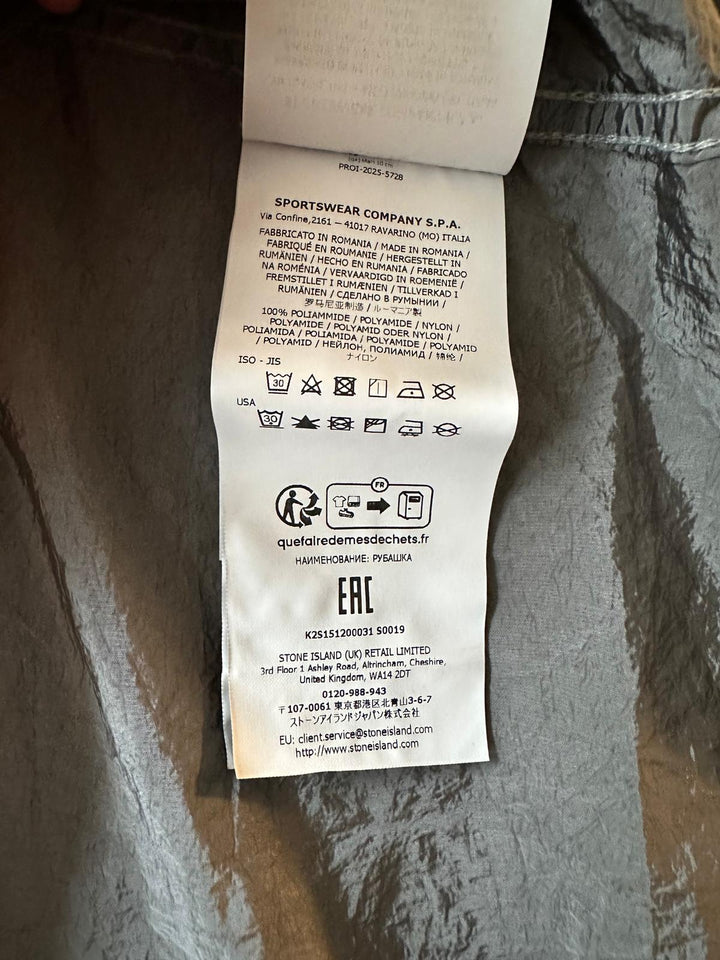 PROI-2025-5728
SPORTSWEAR COMPANY S.P.A.
Via Confine,2161 — 41017 RAVARINO (MO) ITALIA
FABBRICATO IN ROMANIA / MADE IN ROMANIA /
FABRIQUÉ EN ROUMANIE / HERGESTELLT IN
RUMÄNIEN / HECHO EN RUMANIA / FABRICADO
NA ROMÉNIA / VERVAARDIGD IN ROEMENIË /
FREMSTILLET I RUMÆNIEN / TILLVERKAD I
RUMÄNIEN / СДЕЛАНО В РУМЫНИИ /
罗马尼亚制造 / ルーマニア製
100% POLIAMMIDE / POLYAMIDE / NYLON /
POLYAMIDE / POLYAMID ODER NYLON /
POLIAMIDA / POLIAMIDA / POLYAMIDE / POLYAMID
/ POLYAMID / НЕЙЛОН, ПОЛИАМИД / 锦纶 /
ナイロン
ISO - JIS
30
USA
30
FR
quefairedemesdechets.fr
НАИМЕНОВАНИЕ: РУБАШКА
EAC
K2S151200031 S0019
STONE ISLAND (UK) RETAIL LIMITED
3rd Floor 1 Ashley Road, Altrincham, Cheshire,
United Kingdom, WA14 2DT
0120-988-943
〒107-0061 東京都港区北青山3-6-7
ストーンアイランドジャパン株式会社
EU: client.service@stoneisland.com
http://www.stoneisland.com